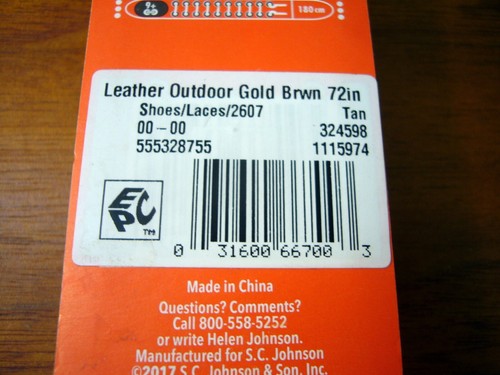 180cm
Leather Outdoor Gold Brwn 72in
Shoes/Laces/2607 Tan
00-00 324598
555328755 1115974
EPC™
0 31600 66700 3
Made in China
Questions? Comments?
Call 800-558-5252
or write Helen Johnson.
Manufactured for S.C. Johnson
©2017 S.C. Johnson & Son, Inc.